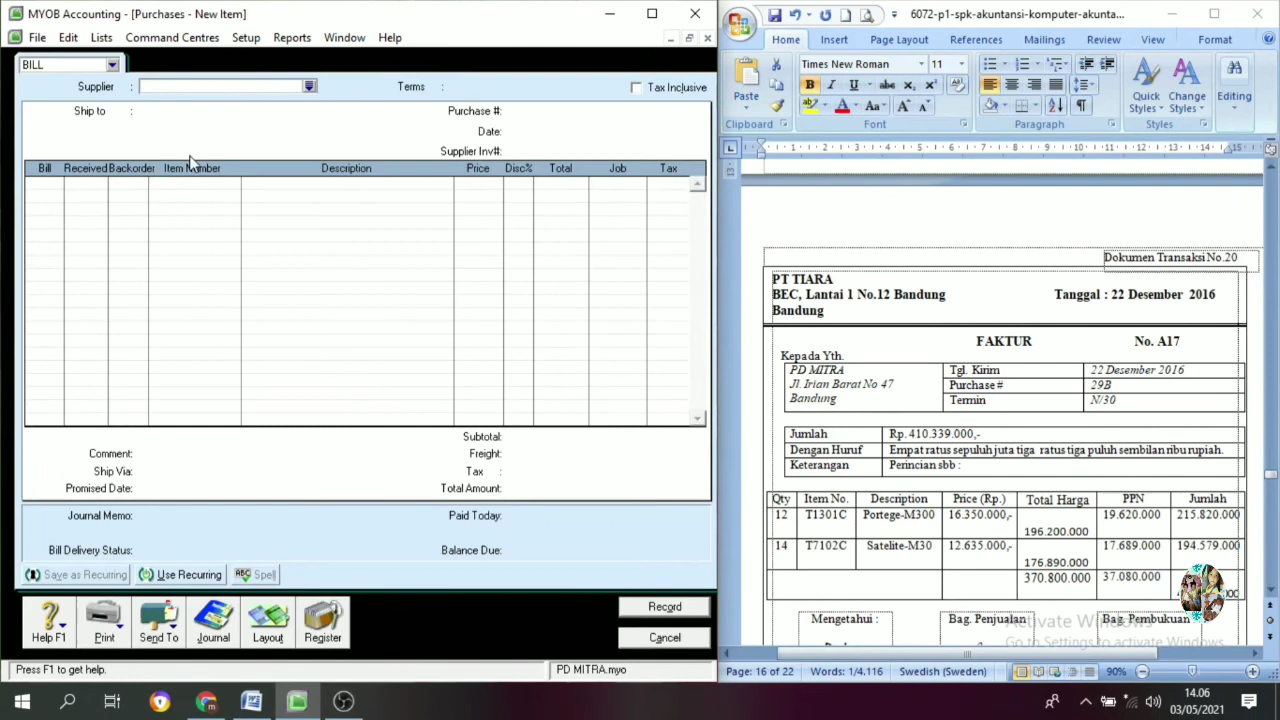 MYOB Accounting - [Purchases - New Item]
File Edit Lists Command Centres Setup Reports Window Help
BILL
Supplier :
Terms :
Tax Inclusive
Ship to :
Purchase #:
Date:
Supplier Inv#:
Bill Received Backorder Item Number Description Price Disc% Total Job Tax
Subtotal:
Comment:
Freight:
Ship Via:
Tax :
Promised Date:
Total Amount:
Journal Memo:
Paid Today:
Bill Delivery Status:
Balance Due:
Save as Recurring Use Recurring Spell
Help F1 Print Send To Journal Layout Register
Record
Cancel
Press F1 to get help.
PD MITRA.myo
6072-p1-spk-akuntansi-komputer-akunta...
Home Insert Page Layout References Mailings Review View Format
Times New Roman 11
Paste
Quick Styles
Change Styles
Editing
Clipboard Font Paragraph Styles
Dokumen Transaksi No.20
PT TIARA
BEC, Lantai 1 No.12 Bandung Tanggal : 22 Desember 2016
Bandung
FAKTUR No. A17
Kepada Yth.
PD MITRA Tgl. Kirim 22 Desember 2016
Jl. Irian Barat No 47 Purchase # 29B
Bandung Termin N/30
Jumlah Rp. 410.339.000,-
Dengan Huruf Empat ratus sepuluh juta tiga ratus tiga puluh sembilan ribu rupiah.
Keterangan Perincian sbb :
Qty Item No. Description Price (Rp.) Total Harga PPN Jumlah
12 T1301C Portege-M300 16.350.000,- 196.200.000 19.620.000 215.820.000
14 T7102C Satelite-M30 12.635.000,- 176.890.000 17.689.000 194.579.000
370.800.000 37.080.000
Mengetahui : Bag. Penjualan Bag. Pembukuan
Activate Windows
Go to Settings to activate Windows.
Page: 16 of 22 Words: 1/4.116 Swedish (Sweden) 90%
14.06
03/05/2021